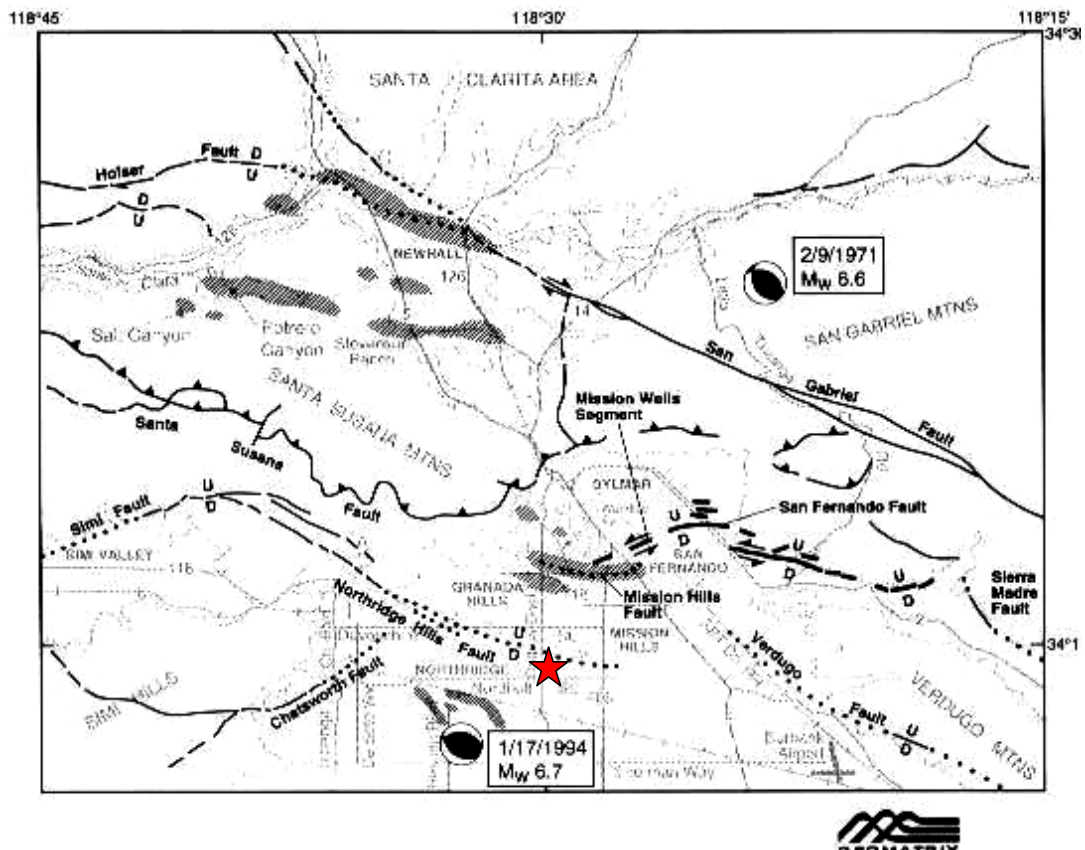 118°45'
118°30'
118°15'
34°30
SANTA CLARITA AREA
Holser Fault D
U
D
U
126
NEWHALL
126
2/9/1971
Mw 6.6
14
SAN GABRIEL MTNS
Potrero
Canyon
San
Gabriel
Fault
SANTA SUSANA MTNS
Mission Wells
Segment
Santa
Susana
Fault
SYLMAR
San Fernando Fault
Simi Fault
U
D
U
D
SAN
FERNANDO
U
D
U
D
SIMI VALLEY
118
GRANADA
HILLS
Mission Hills
Fault
Sierra
Madre
Fault
Northridge Hills Fault
U
D
MISSION
HILLS
34°1
NORTHRIDGE
Chatsworth Fault
Verdugo
Fault
U
D
VERDUGO MTNS
HILLS
1/17/1994
Mw 6.7
Burbank
Airport
Sherman Way